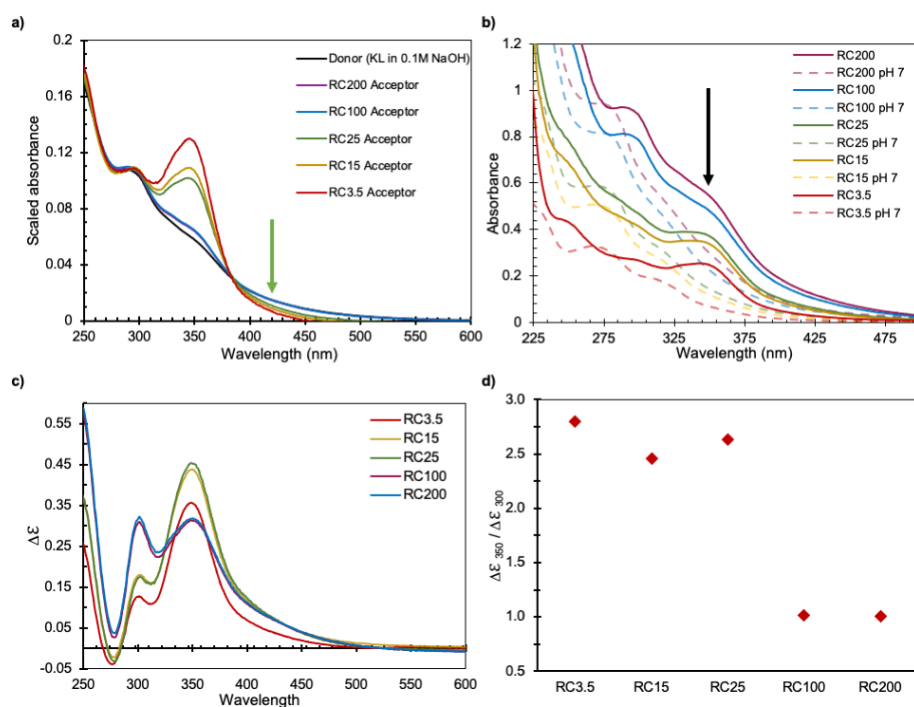 a)
0.2
0.16
0.12
0.08
0.04
0
250 300 350 400 450 500 550 600
Scaled absorbance
Wavelength (nm)
Donor (KL in 0.1M NaOH)
RC200 Acceptor
RC100 Acceptor
RC25 Acceptor
RC15 Acceptor
RC3.5 Acceptor
b)
1.2
1
0.8
0.6
0.4
0.2
0
225 275 325 375 425 475
Absorbance
Wavelength (nm)
RC200
RC200 pH 7
RC100
RC100 pH 7
RC25
RC25 pH 7
RC15
RC15 pH 7
RC3.5
RC3.5 pH 7
c)
0.55
0.45
0.35
0.25
0.15
0.05
-0.05
250 300 350 400 450 500 550 600
Δε
Wavelength
RC3.5
RC15
RC25
RC100
RC200
d)
3.0
2.5
2.0
1.5
1.0
0.5
Δε 350 / Δε 300
RC3.5 RC15 RC25 RC100 RC200